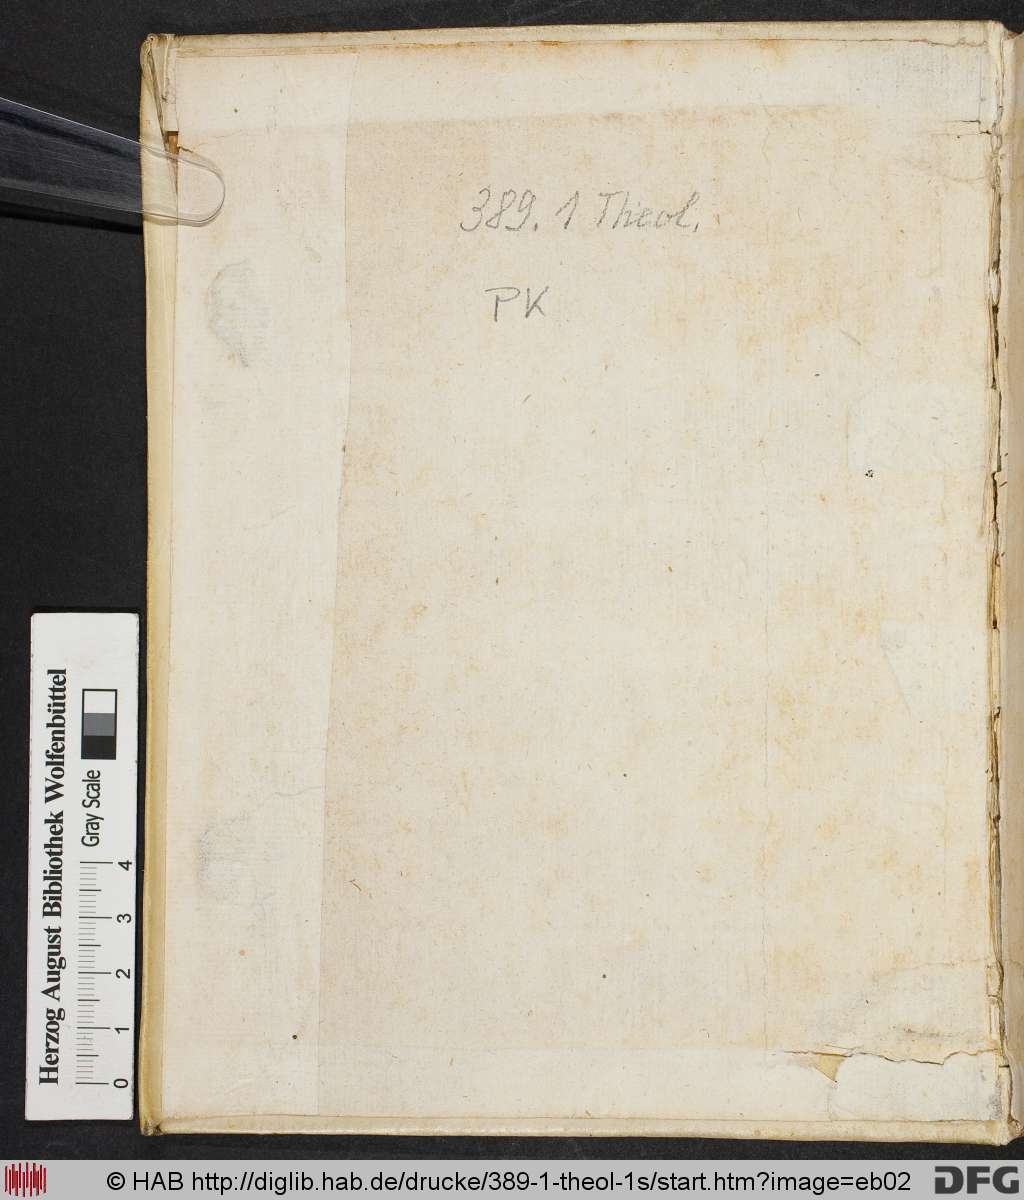 389. 1 Theol.
PK
Herzog August Bibliothek Wolfenbüttel
Gray Scale
0 1 2 3 4
© HAB http://diglib.hab.de/drucke/389-1-theol-1s/start.htm?image=eb02
DFG